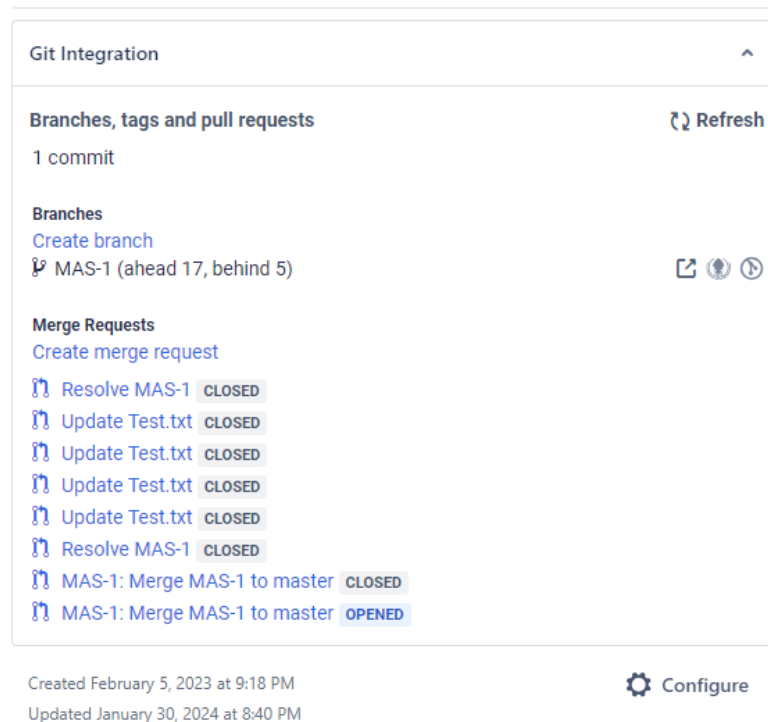 Git Integration
Branches, tags and pull requests
Refresh
1 commit
Branches
Create branch
MAS-1 (ahead 17, behind 5)
Merge Requests
Create merge request
Resolve MAS-1 CLOSED
Update Test.txt CLOSED
Update Test.txt CLOSED
Update Test.txt CLOSED
Update Test.txt CLOSED
Resolve MAS-1 CLOSED
MAS-1: Merge MAS-1 to master CLOSED
MAS-1: Merge MAS-1 to master OPENED
Created February 5, 2023 at 9:18 PM
Configure
Updated January 30, 2024 at 8:40 PM